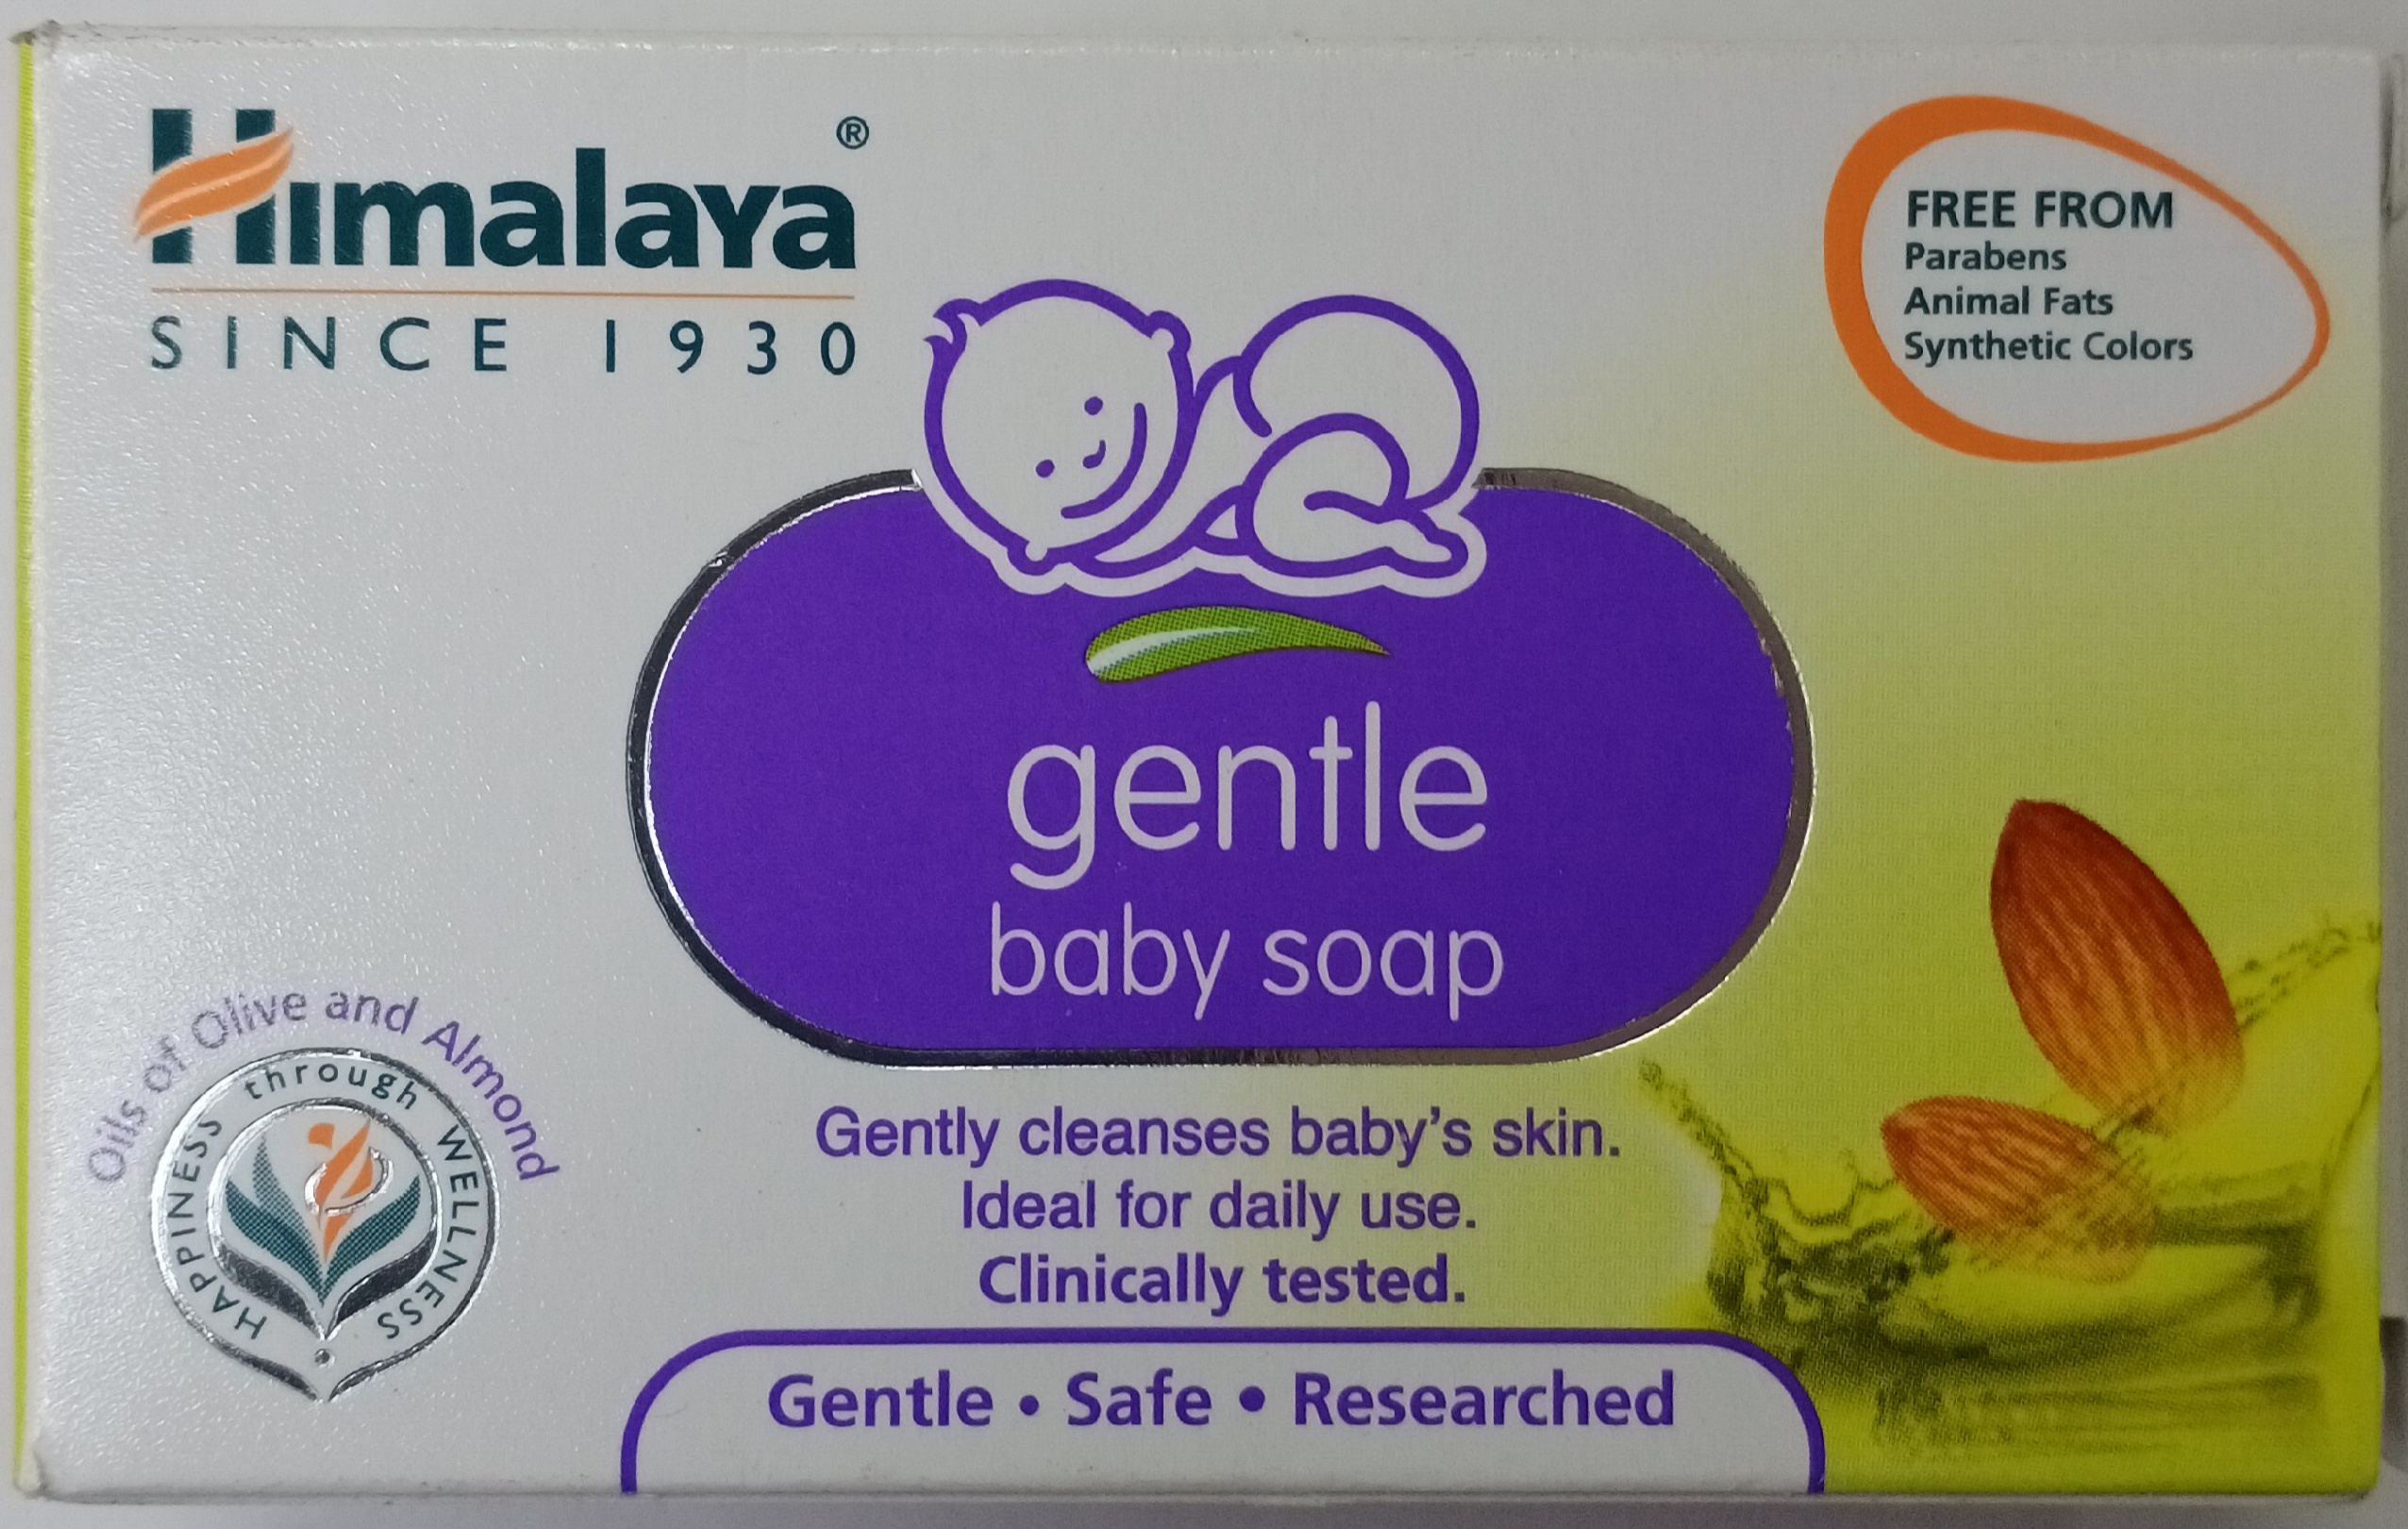 Himalaya®
SINCE 1930
FREE FROM
Parabens
Animal Fats
Synthetic Colors
gentle
baby soap
Oils of Olive and Almond
HAPPINESS through WELLNESS
Gently cleanses baby's skin.
Ideal for daily use.
Clinically tested.
Gentle • Safe • Researched